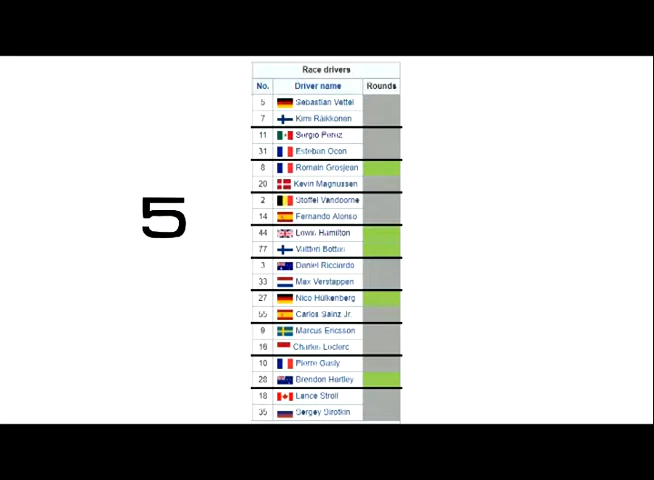 Race drivers
No. Driver name Rounds
5 Sebastian Vettel
7 Kimi Räikkönen
11 Sergio Perez
31 Esteban Ocon
8 Romain Grosjean
20 Kevin Magnussen
2 Stoffel Vandoorne
14 Fernando Alonso
5
44 Lewis Hamilton
77 Valtteri Bottas
3 Daniel Ricciardo
33 Max Verstappen
27 Nico Hülkenberg
55 Carlos Sainz Jr.
9 Marcus Ericsson
16 Charles Leclerc
10 Pierre Gasly
28 Brendon Hartley
18 Lance Stroll
35 Sergey Sirotkin